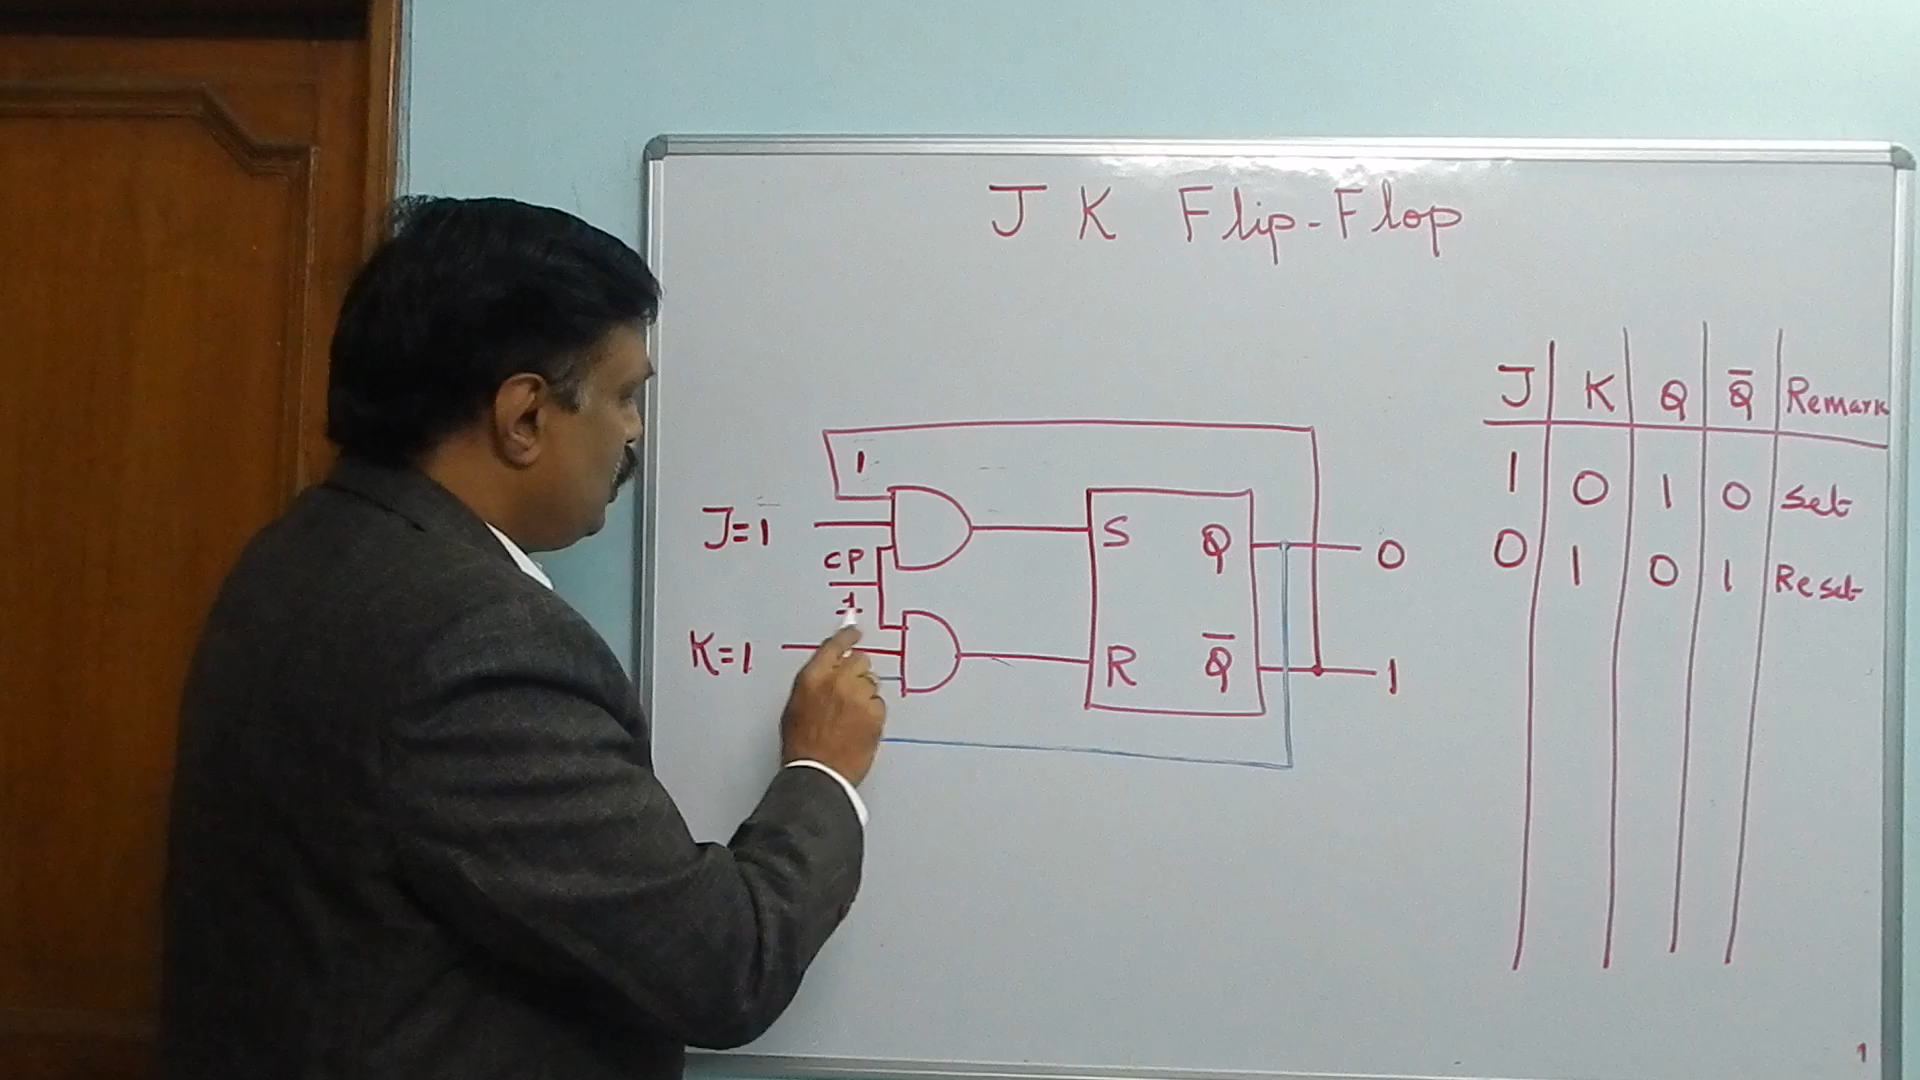 J K Flip-Flop
J K Q Q̅ Remark
1 0 1 0 Set
0 1 0 1 Reset
1
J=1
CP
1
K=1
S Q 0
R Q̅ 1
1